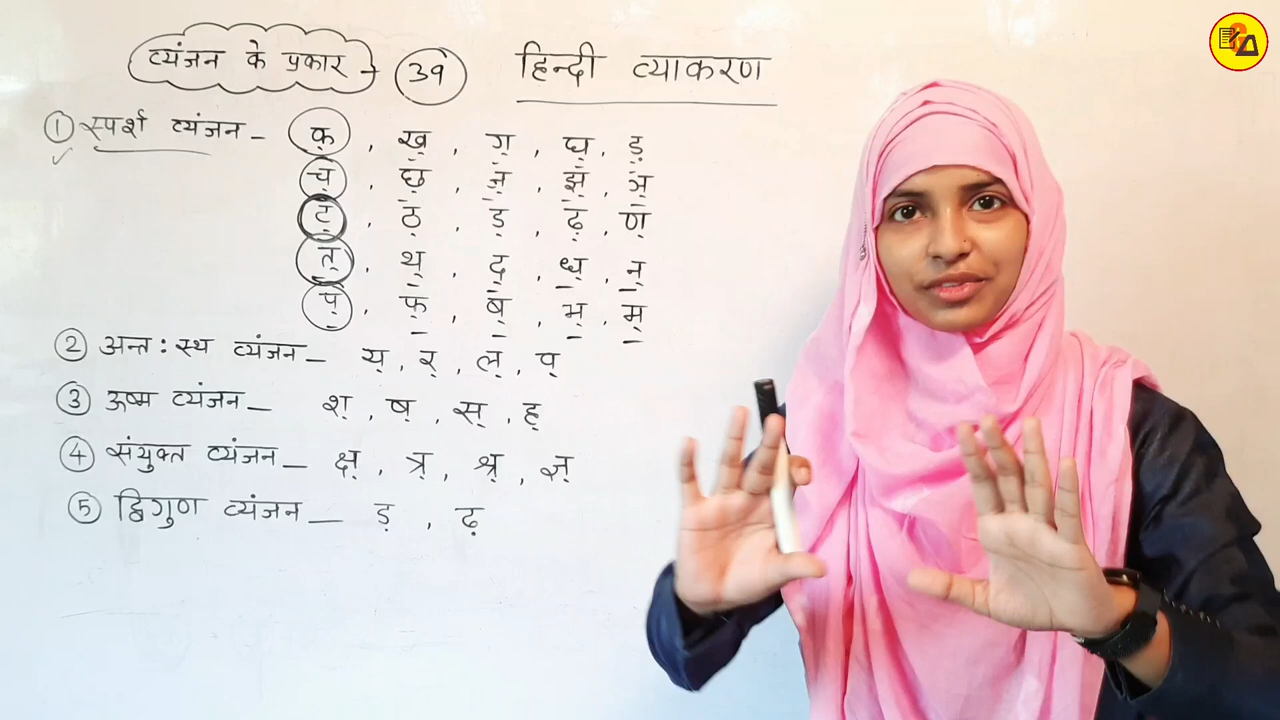 व्यंजन के प्रकार - 39 हिन्दी व्याकरण
① स्पर्श व्यंजन - क्, ख्, ग्, घ्, ङ्
च्, छ्, ज्, झ्, ञ्
ट्, ठ्, ड्, ढ्, ण्
त्, थ्, द्, ध्, न्
प्, फ्, ब्, भ्, म्
② अन्त: स्थ व्यंजन - य्, र्, ल्, व्
③ ऊष्म व्यंजन - श्, ष्, स्, ह्
④ संयुक्त व्यंजन - क्ष्, त्र्, श्र्, ज्ञ्
⑤ द्विगुण व्यंजन - ड़, ढ़